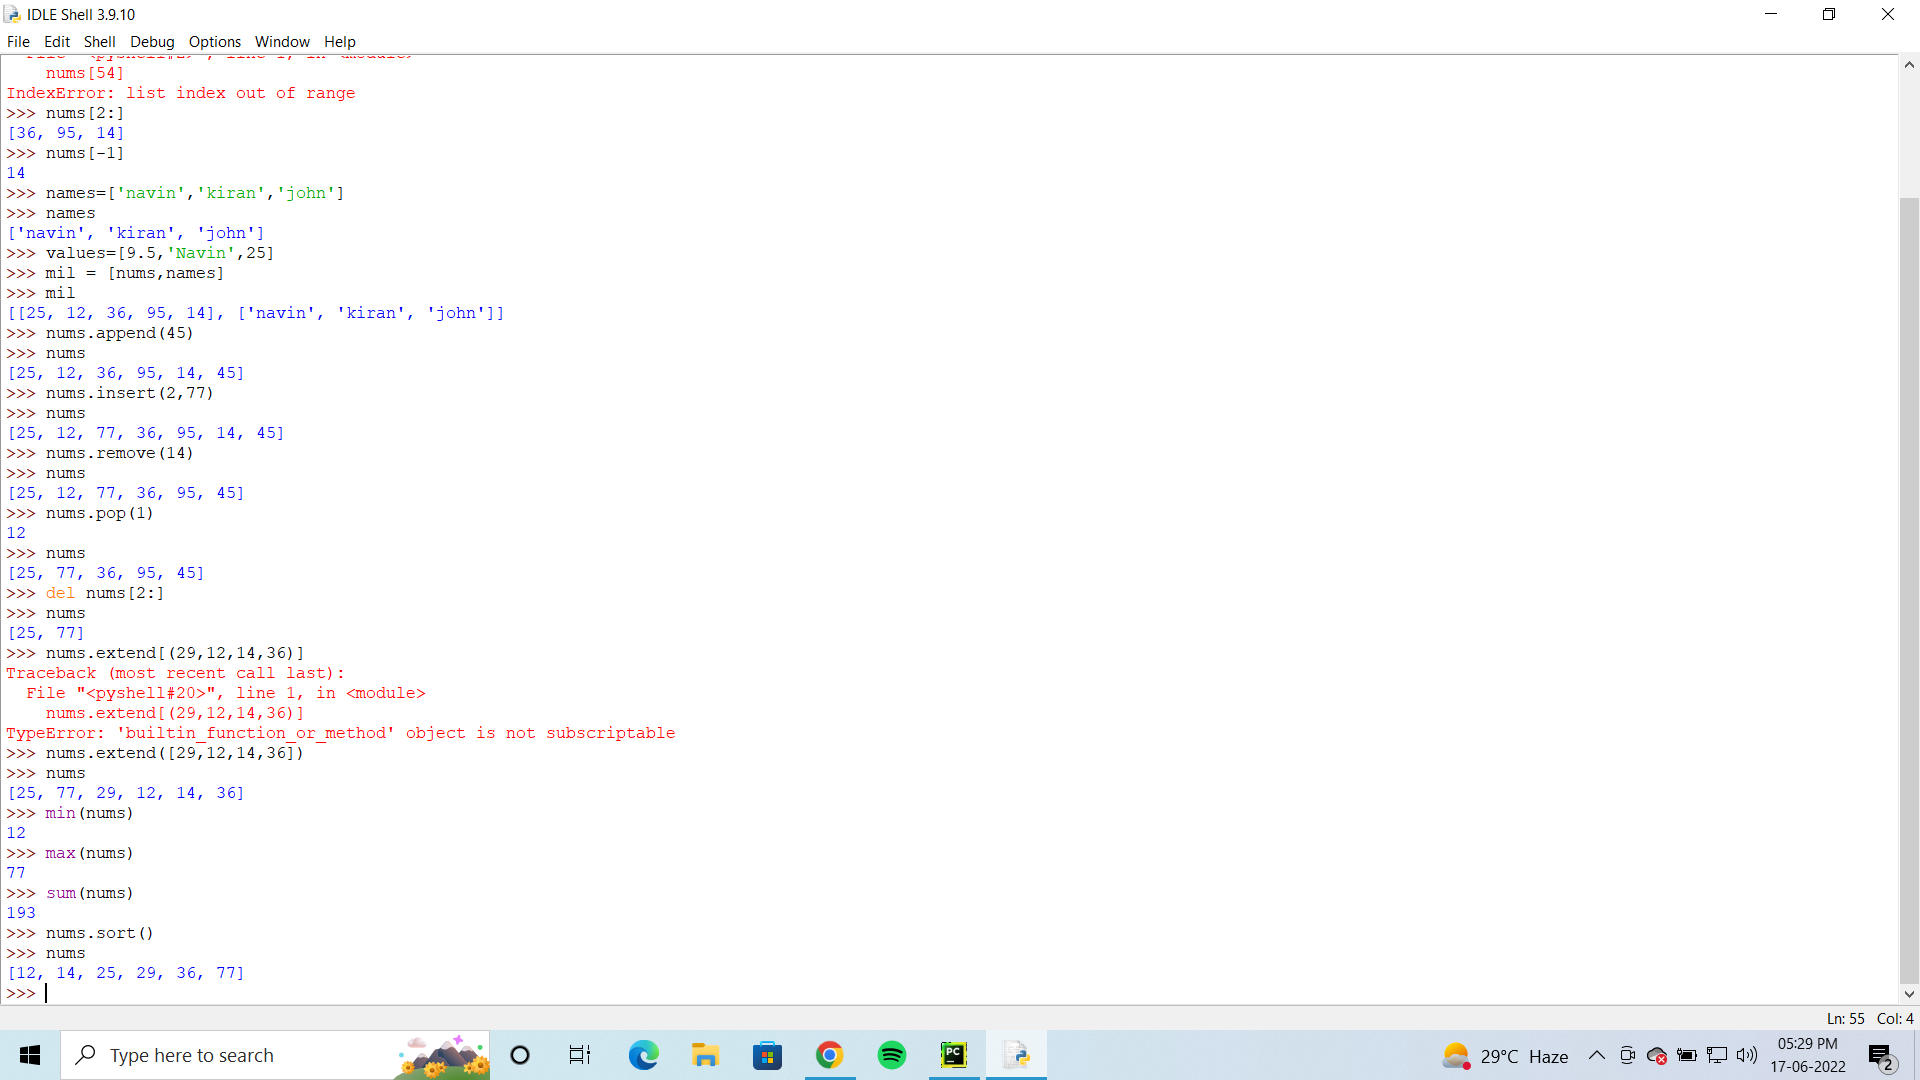 IDLE Shell 3.9.10
File Edit Shell Debug Options Window Help
nums[54]
IndexError: list index out of range
>>> nums[2:]
[36, 95, 14]
>>> nums[-1]
14
>>> names=['navin','kiran','john']
>>> names
['navin', 'kiran', 'john']
>>> values=[9.5,'Navin',25]
>>> mil = [nums,names]
>>> mil
[[25, 12, 36, 95, 14], ['navin', 'kiran', 'john']]
>>> nums.append(45)
>>> nums
[25, 12, 36, 95, 14, 45]
>>> nums.insert(2,77)
>>> nums
[25, 12, 77, 36, 95, 14, 45]
>>> nums.remove(14)
>>> nums
[25, 12, 77, 36, 95, 45]
>>> nums.pop(1)
12
>>> nums
[25, 77, 36, 95, 45]
>>> del nums[2:]
>>> nums
[25, 77]
>>> nums.extend[(29,12,14,36)]
Traceback (most recent call last):
  File "<pyshell#20>", line 1, in <module>
    nums.extend[(29,12,14,36)]
TypeError: 'builtin_function_or_method' object is not subscriptable
>>> nums.extend([29,12,14,36])
>>> nums
[25, 77, 29, 12, 14, 36]
>>> min(nums)
12
>>> max(nums)
77
>>> sum(nums)
193
>>> nums.sort()
>>> nums
[12, 14, 25, 29, 36, 77]
>>>
Ln: 55 Col: 4
Type here to search
PC
29°C Haze
05:29 PM
17-06-2022
2